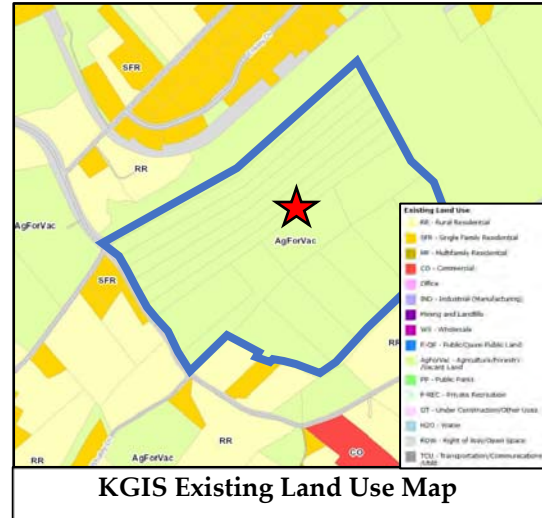 SFR
RR
AgForVac
AgForVac
SFR
RR
RR
AgForVac
CO
Existing Land Use
RR - Rural Residential
SFR - Single Family Residential
MF - Multifamily Residential
CO - Commercial
Office
IND - Industrial (Manufacturing)
Mining and Landfills
WS - Wholesale
P-QP - Public/Quasi Public Land
AgForVac - Agriculture/Forestry
/Vacant Land
PP - Public Parks
P-REC - Private Recreation
OT - Under Construction/Other Uses
H2O - Water
ROW - Right of Way/Open Space
TCU - Transportation/Communications
KGIS Existing Land Use Map